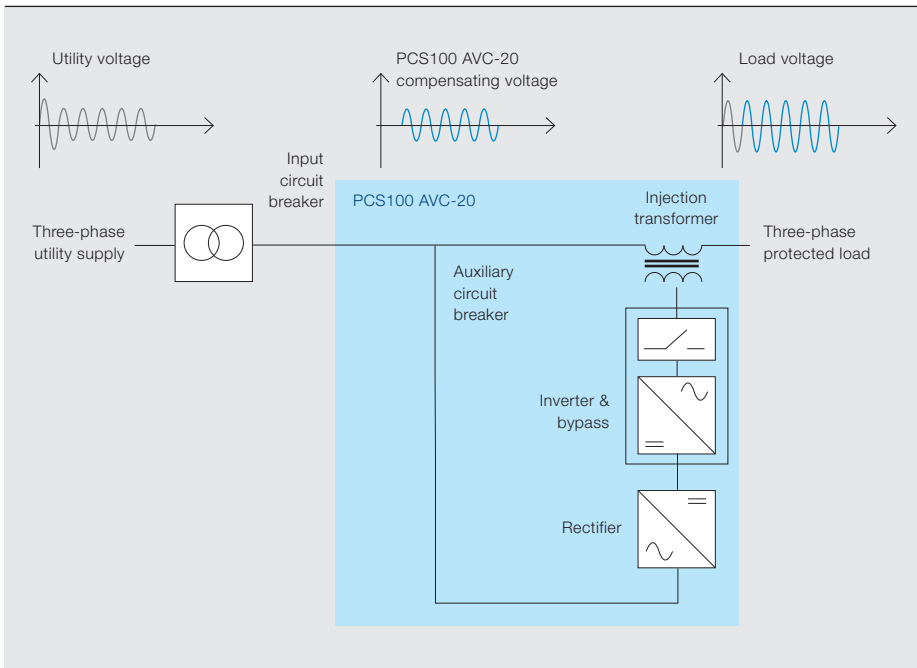 Utility voltage
PCS100 AVC-20
compensating voltage
Load voltage
Input
circuit
breaker
PCS100 AVC-20
Injection
transformer
Three-phase
utility supply
Three-phase
protected load
Auxiliary
circuit
breaker
Inverter &
bypass
Rectifier